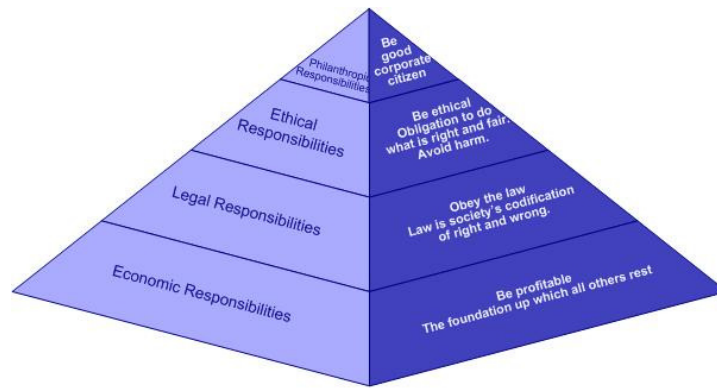 Philanthropic
Responsibilities
Be
good
corporate
citizen
Ethical
Responsibilities
Be ethical
Obligation to do
what is right and fair.
Avoid harm.
Legal Responsibilities
Obey the law
Law is society's codification
of right and wrong.
Economic Responsibilities
Be profitable
The foundation up which all others rest